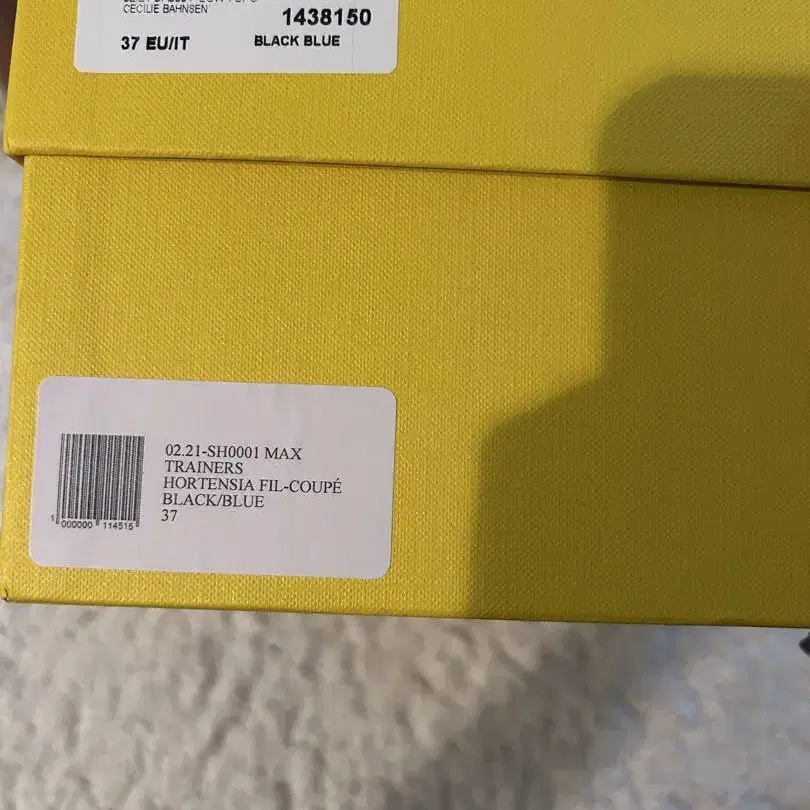 CECILIE BAHNSEN
1438150
37 EU/IT
BLACK BLUE
02.21-SH0001 MAX
TRAINERS
HORTENSIA FIL-COUPÉ
BLACK/BLUE
37
1 000000 114515